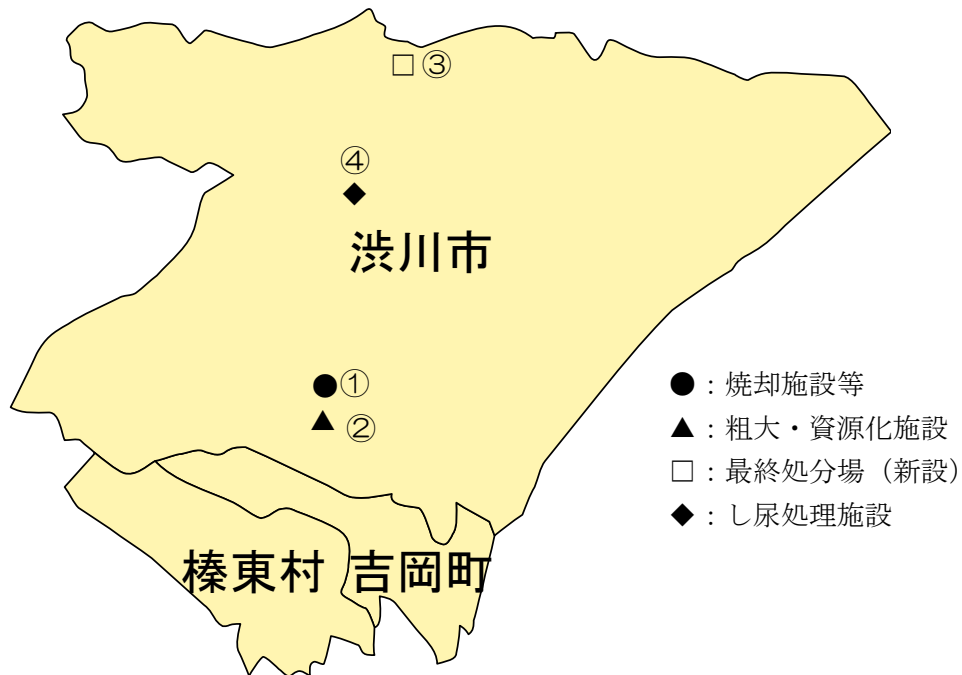 □③
④
◆
渋川市
●①
▲②
●：焼却施設等
▲：粗大・資源化施設
□：最終処分場（新設）
◆：し尿処理施設
榛東村 吉岡町